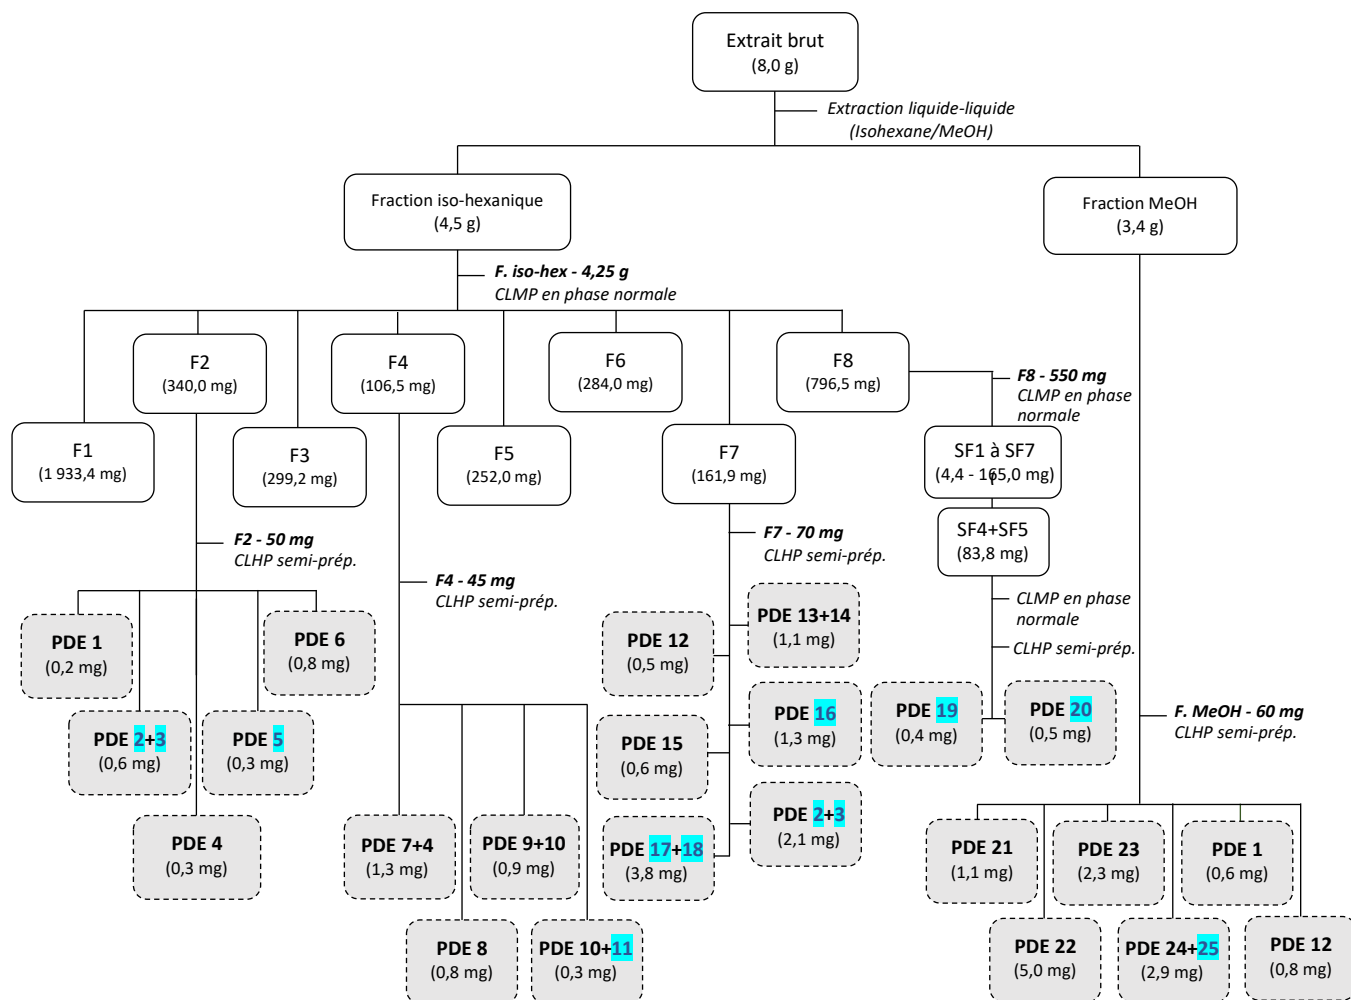 Extrait brut
(8,0 g)
Extraction liquide-liquide
(Isohexane/MeOH)
Fraction iso-hexanique
(4,5 g)
Fraction MeOH
(3,4 g)
F. iso-hex - 4,25 g
CLMP en phase normale
F1
(1 933,4 mg)
F2
(340,0 mg)
F3
(299,2 mg)
F4
(106,5 mg)
F5
(252,0 mg)
F6
(284,0 mg)
F7
(161,9 mg)
F8
(796,5 mg)
F8 - 550 mg
CLMP en phase
normale
SF1 à SF7
(4,4 - 165,0 mg)
SF4+SF5
(83,8 mg)
CLMP en phase
normale
CLHP semi-prép.
F2 - 50 mg
CLHP semi-prép.
F4 - 45 mg
CLHP semi-prép.
F7 - 70 mg
CLHP semi-prép.
F. MeOH - 60 mg
CLHP semi-prép.
PDE 1
(0,2 mg)
PDE 2+3
(0,6 mg)
PDE 4
(0,3 mg)
PDE 5
(0,3 mg)
PDE 6
(0,8 mg)
PDE 7+4
(1,3 mg)
PDE 8
(0,8 mg)
PDE 9+10
(0,9 mg)
PDE 10+11
(0,3 mg)
PDE 12
(0,5 mg)
PDE 13+14
(1,1 mg)
PDE 15
(0,6 mg)
PDE 16
(1,3 mg)
PDE 17+18
(3,8 mg)
PDE 2+3
(2,1 mg)
PDE 19
(0,4 mg)
PDE 20
(0,5 mg)
PDE 21
(1,1 mg)
PDE 22
(5,0 mg)
PDE 23
(2,3 mg)
PDE 24+25
(2,9 mg)
PDE 1
(0,6 mg)
PDE 12
(0,8 mg)